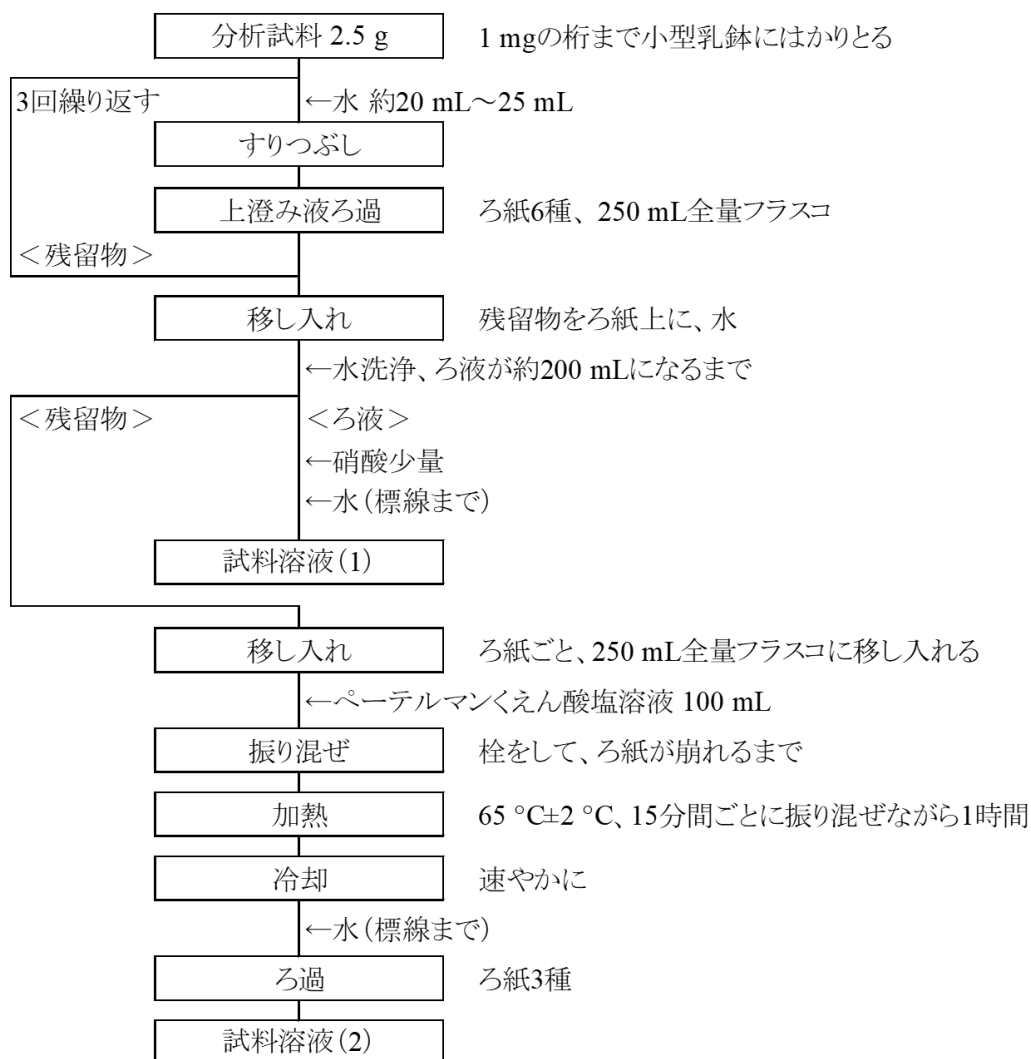 分析試料 2.5 g 1 mgの桁まで小型乳鉢にはかりとる
3回繰り返す ←水 約20 mL～25 mL
すりつぶし
上澄み液ろ過 ろ紙6種、250 mL全量フラスコ
＜残留物＞
移し入れ 残留物をろ紙上に、水
←水洗浄、ろ液が約200 mLになるまで
＜残留物＞ ＜ろ液＞
←硝酸少量
←水(標線まで)
試料溶液(1)
移し入れ ろ紙ごと、250 mL全量フラスコに移し入れる
←ペーテルマンくえん酸塩溶液 100 mL
振り混ぜ 栓をして、ろ紙が崩れるまで
加熱 65 °C±2 °C、15分間ごとに振り混ぜながら1時間
冷却 速やかに
←水(標線まで)
ろ過 ろ紙3種
試料溶液(2)